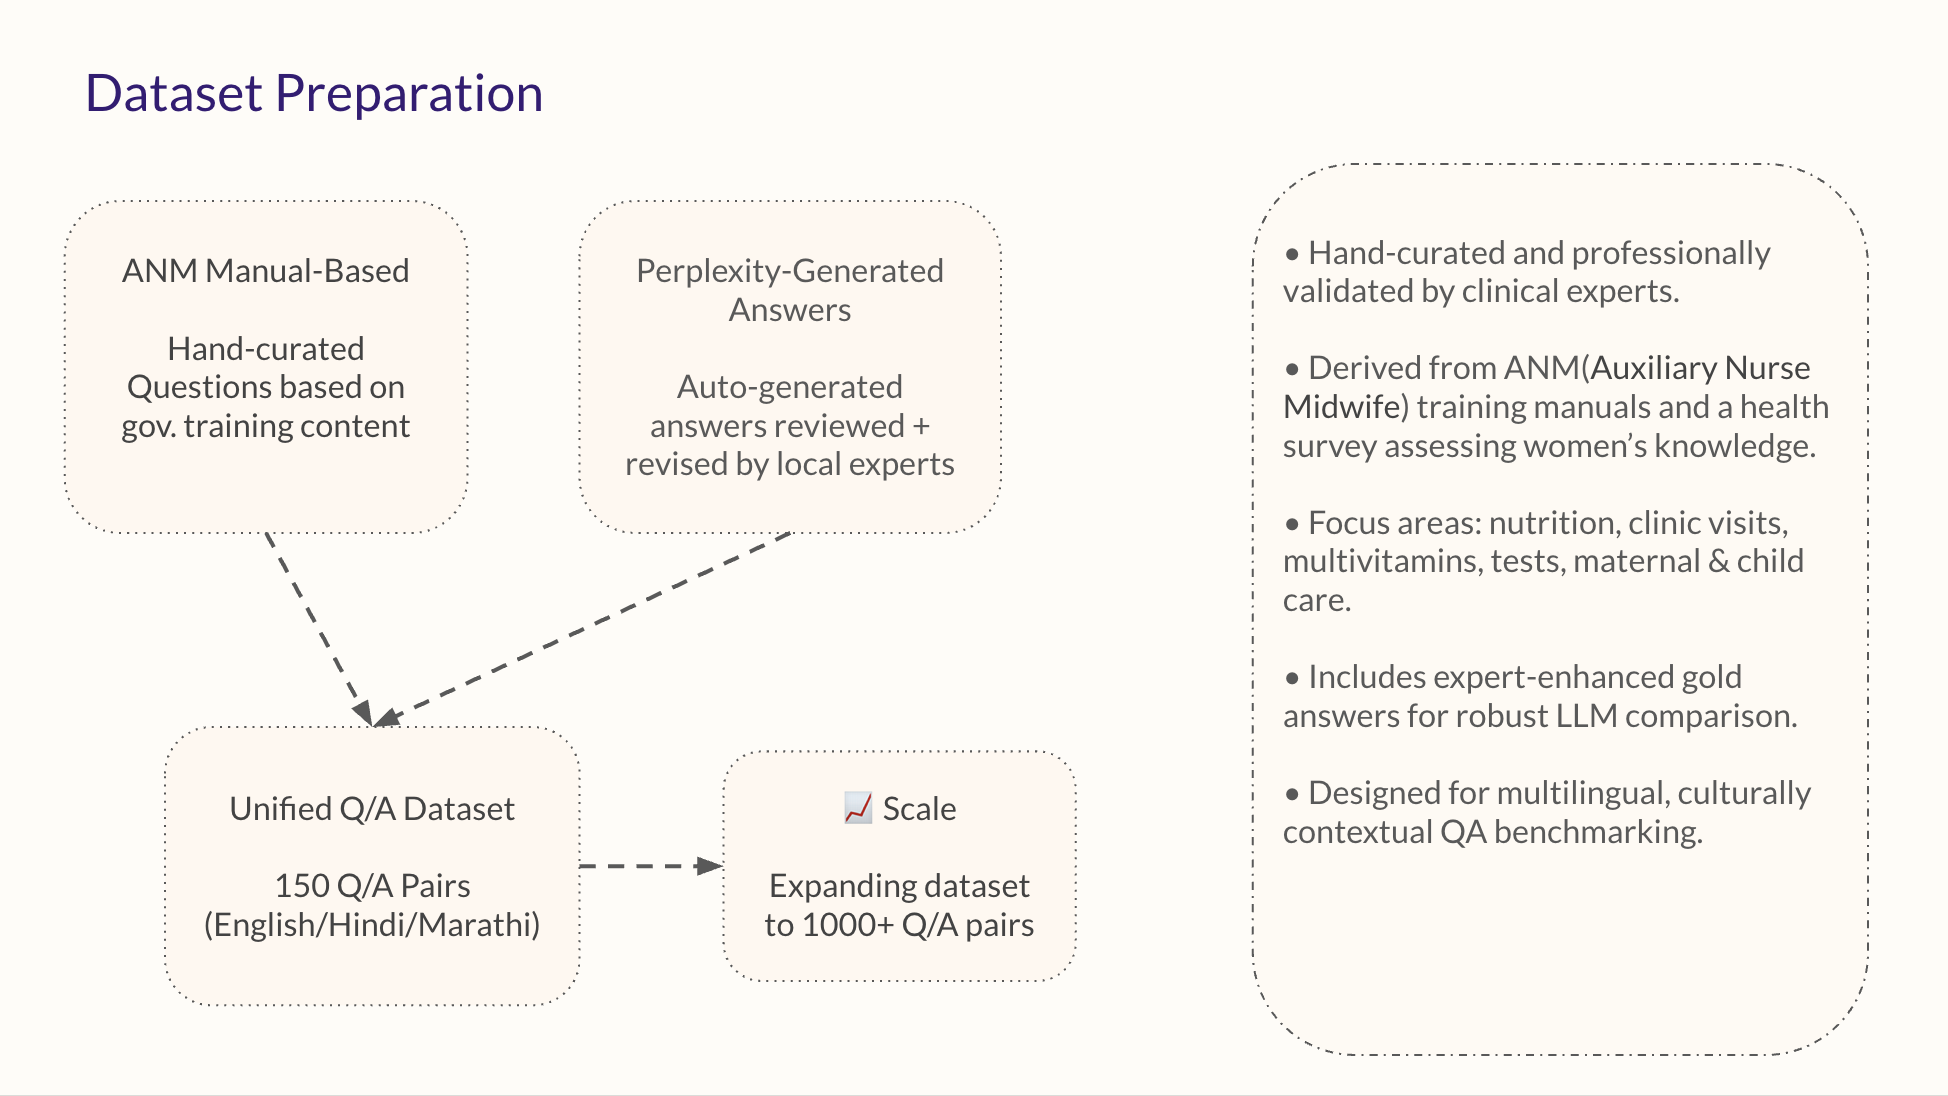 Dataset Preparation
ANM Manual-Based
Hand-curated
Questions based on
gov. training content
Perplexity-Generated
Answers
Auto-generated
answers reviewed +
revised by local experts
Unified Q/A Dataset
150 Q/A Pairs
(English/Hindi/Marathi)
📈 Scale
Expanding dataset
to 1000+ Q/A pairs
• Hand-curated and professionally
validated by clinical experts.
• Derived from ANM(Auxiliary Nurse
Midwife) training manuals and a health
survey assessing women’s knowledge.
• Focus areas: nutrition, clinic visits,
multivitamins, tests, maternal & child
care.
• Includes expert-enhanced gold
answers for robust LLM comparison.
• Designed for multilingual, culturally
contextual QA benchmarking.